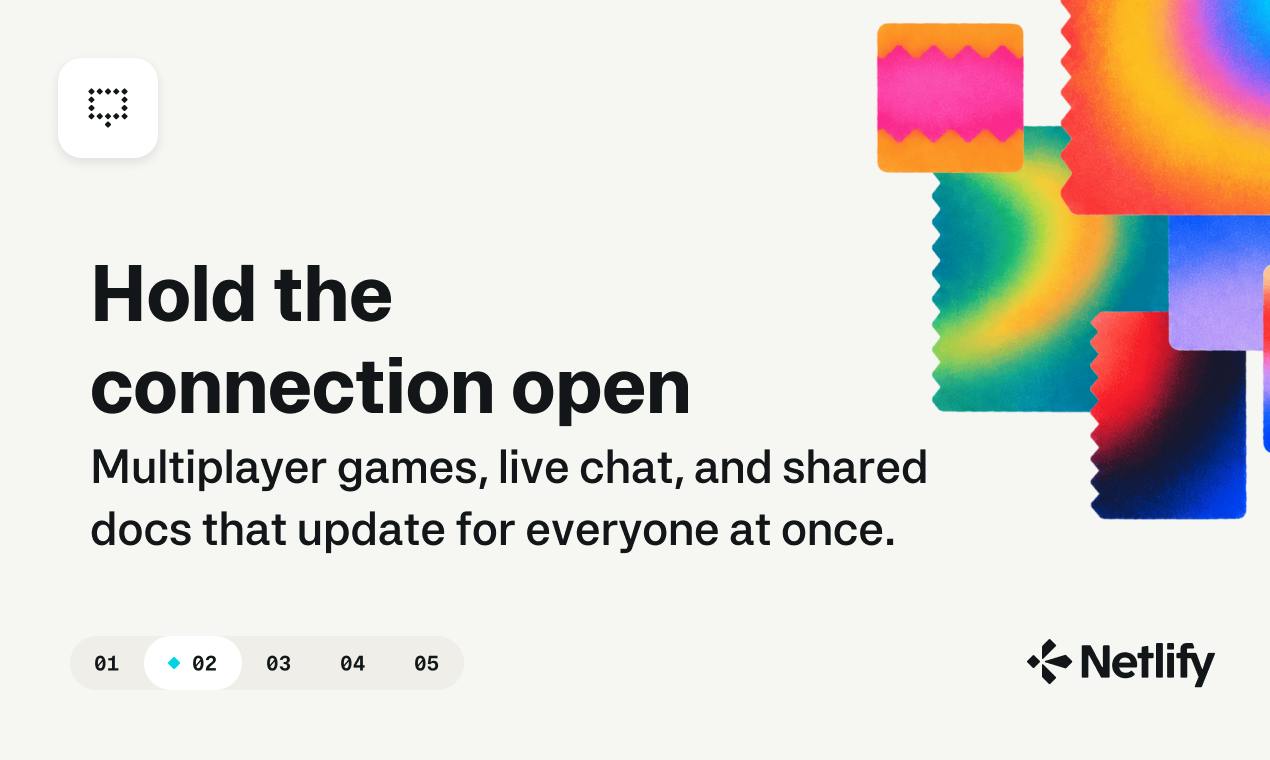 Hold the
connection open
Multiplayer games, live chat, and shared
docs that update for everyone at once.
01 02 03 04 05
Netlify